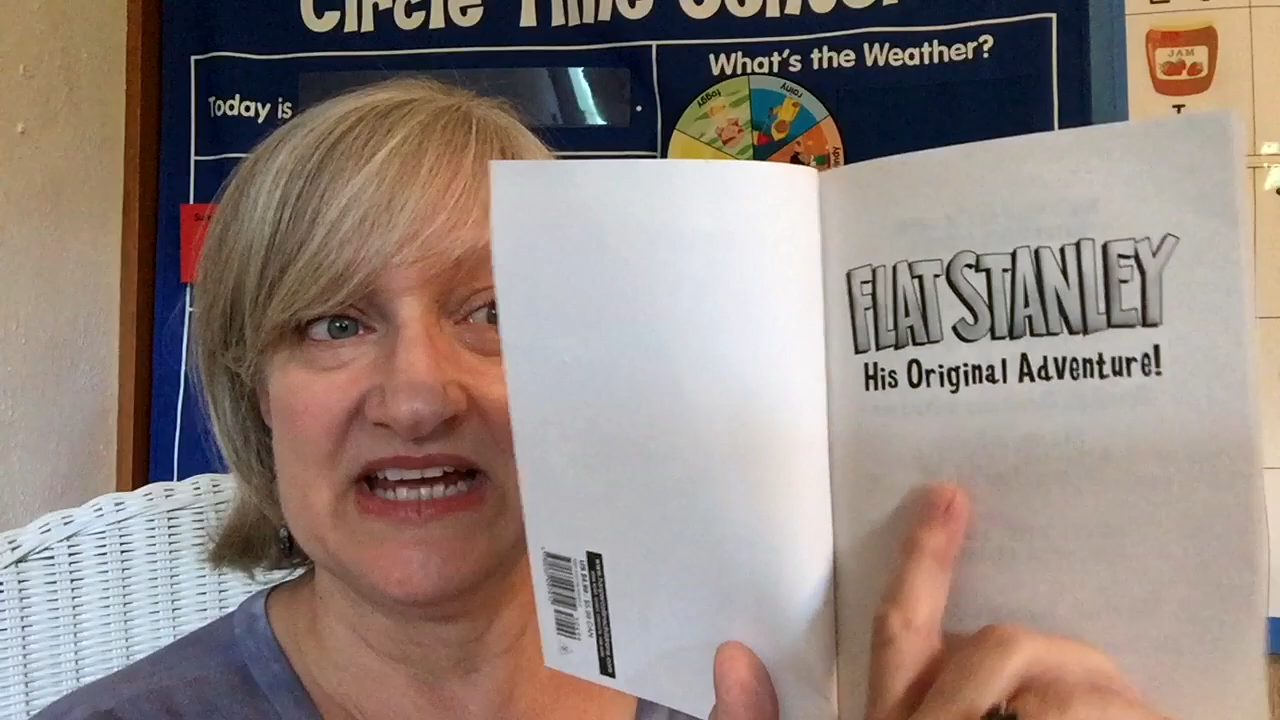 Circle Time Center
What's the Weather?
Today is
.
foggy
rainy
windy
JAM
FLAT STANLEY
His Original Adventure!